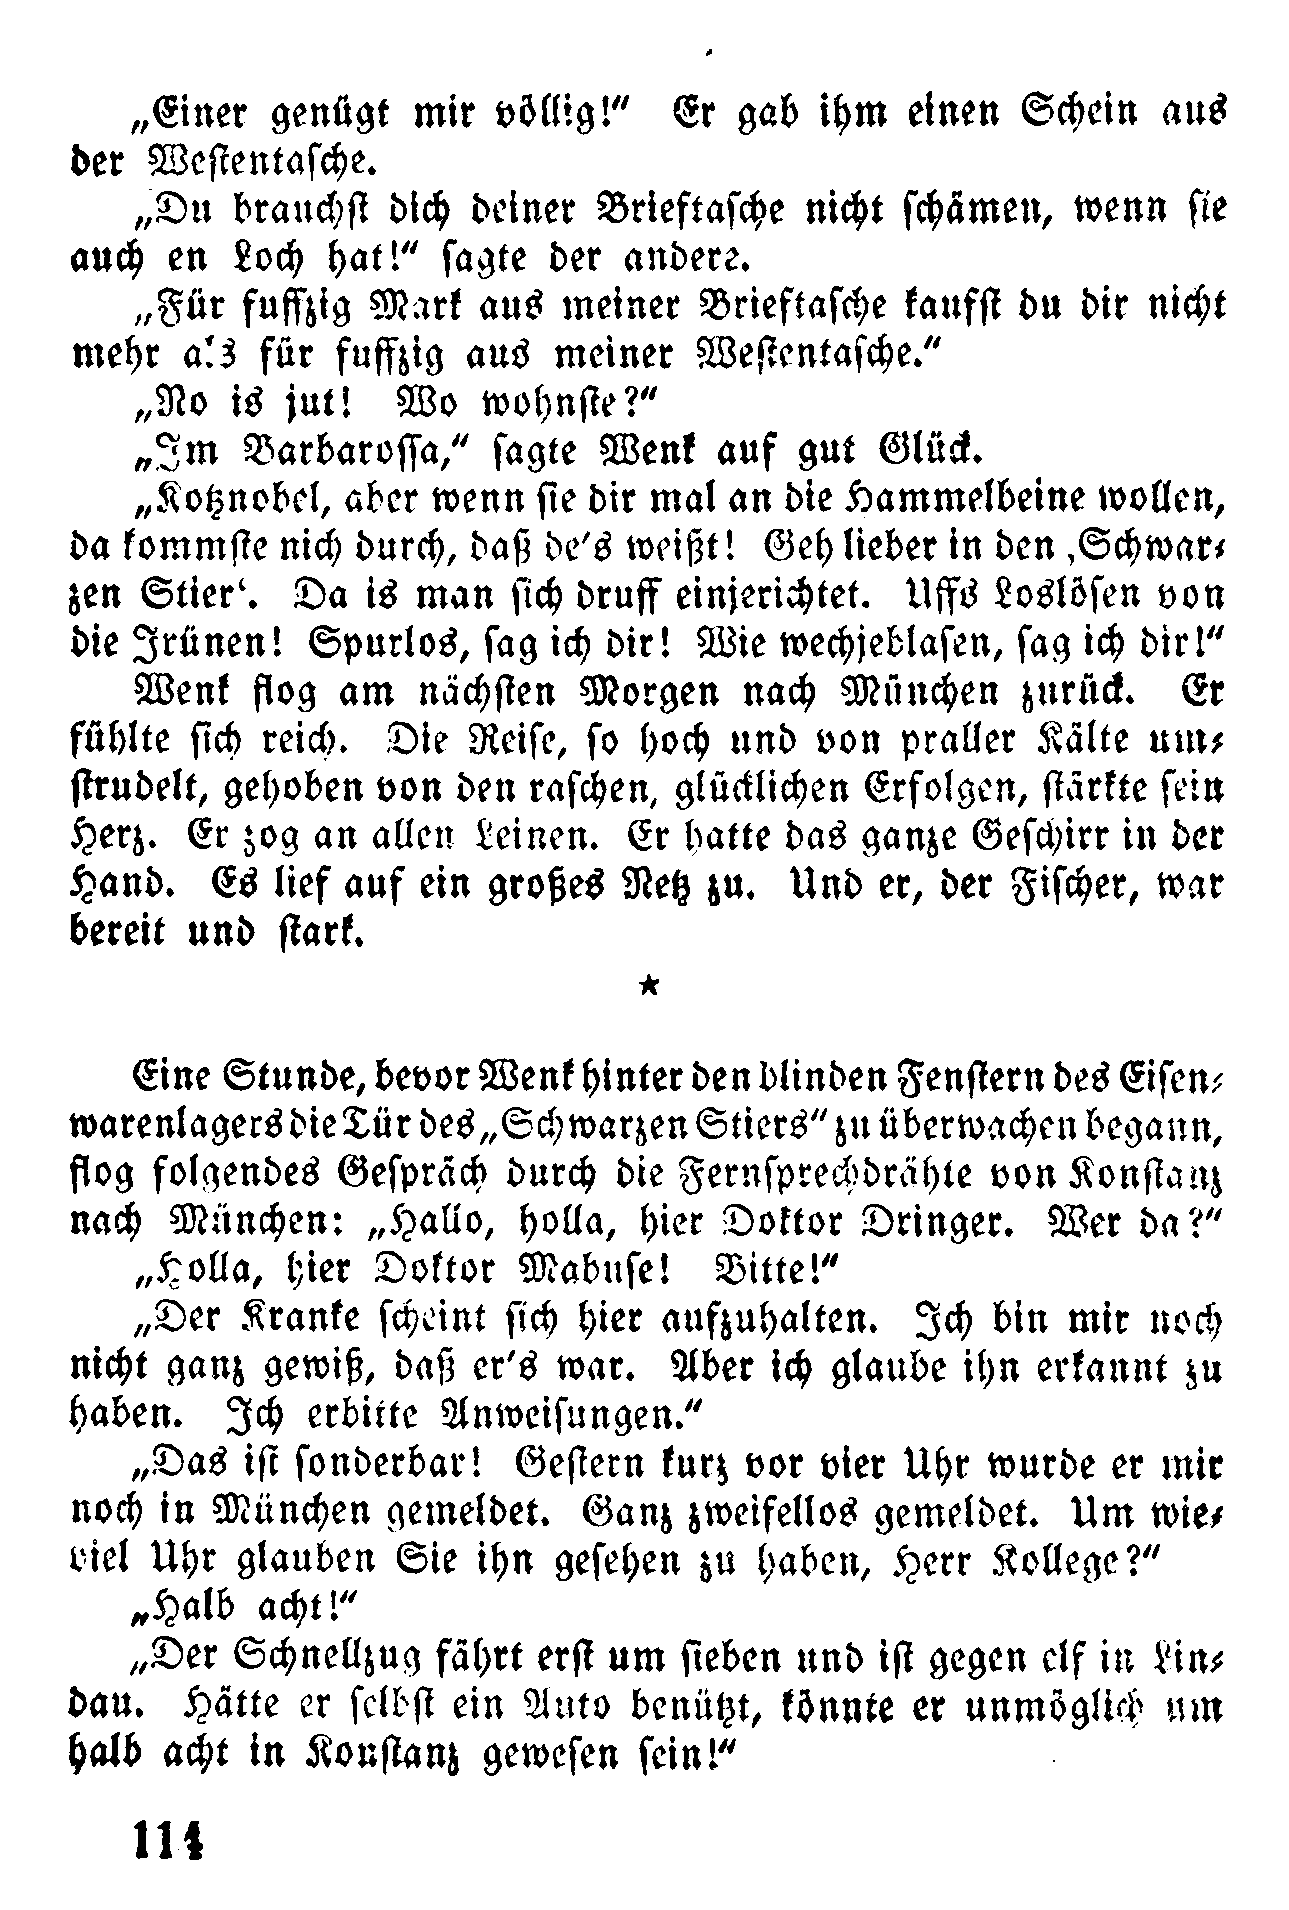 „Einer genügt mir völlig!“ Er gab ihm einen Schein aus
der Westentasche.
„Du brauchst dich deiner Brieftasche nicht schämen, wenn sie
auch en Loch hat!“ sagte der andere.
„Für fuffzig Mark aus meiner Brieftasche kaufst du dir nicht
mehr als für fuffzig aus meiner Westentasche.“
„No is jut! Wo wohnste?“
„Im Barbarossa,“ sagte Wenk auf gut Glück.
„Kotznobel, aber wenn sie dir mal an die Hammelbeine wollen,
da kommste nich durch, daß de's weißt! Geh lieber in den ‚Schwar-
zen Stier‘. Da is man sich druff einjerichtet. Uffs Loslösen von
die Jrünen! Spurlos, sag ich dir! Wie wechjeblasen, sag ich dir!“
Wenk flog am nächsten Morgen nach München zurück. Er
fühlte sich reich. Die Reise, so hoch und von praller Kälte um-
strudelt, gehoben von den raschen, glücklichen Erfolgen, stärkte sein
Herz. Er zog an allen Leinen. Er hatte das ganze Geschirr in der
Hand. Es lief auf ein großes Netz zu. Und er, der Fischer, war
bereit und stark.
*
Eine Stunde, bevor Wenk hinter den blinden Fenstern des Eisen-
warenlagers die Tür des „Schwarzen Stiers“ zu überwachen begann,
flog folgendes Gespräch durch die Fernsprechdrähte von Konstanz
nach München: „Hallo, holla, hier Doktor Dringer. Wer da?“
„Holla, hier Doktor Mabuse! Bitte!“
„Der Kranke scheint sich hier aufzuhalten. Ich bin mir noch
nicht ganz gewiß, daß er's war. Aber ich glaube ihn erkannt zu
haben. Ich erbitte Anweisungen.“
„Das ist sonderbar! Gestern kurz vor vier Uhr wurde er mir
noch in München gemeldet. Ganz zweifellos gemeldet. Um wie-
viel Uhr glauben Sie ihn gesehen zu haben, Herr Kollege?“
„Halb acht!“
„Der Schnellzug fährt erst um sieben und ist gegen elf in Lin-
dau. Hätte er selbst ein Auto benützt, könnte er unmöglich um
halb acht in Konstanz gewesen sein!“
114